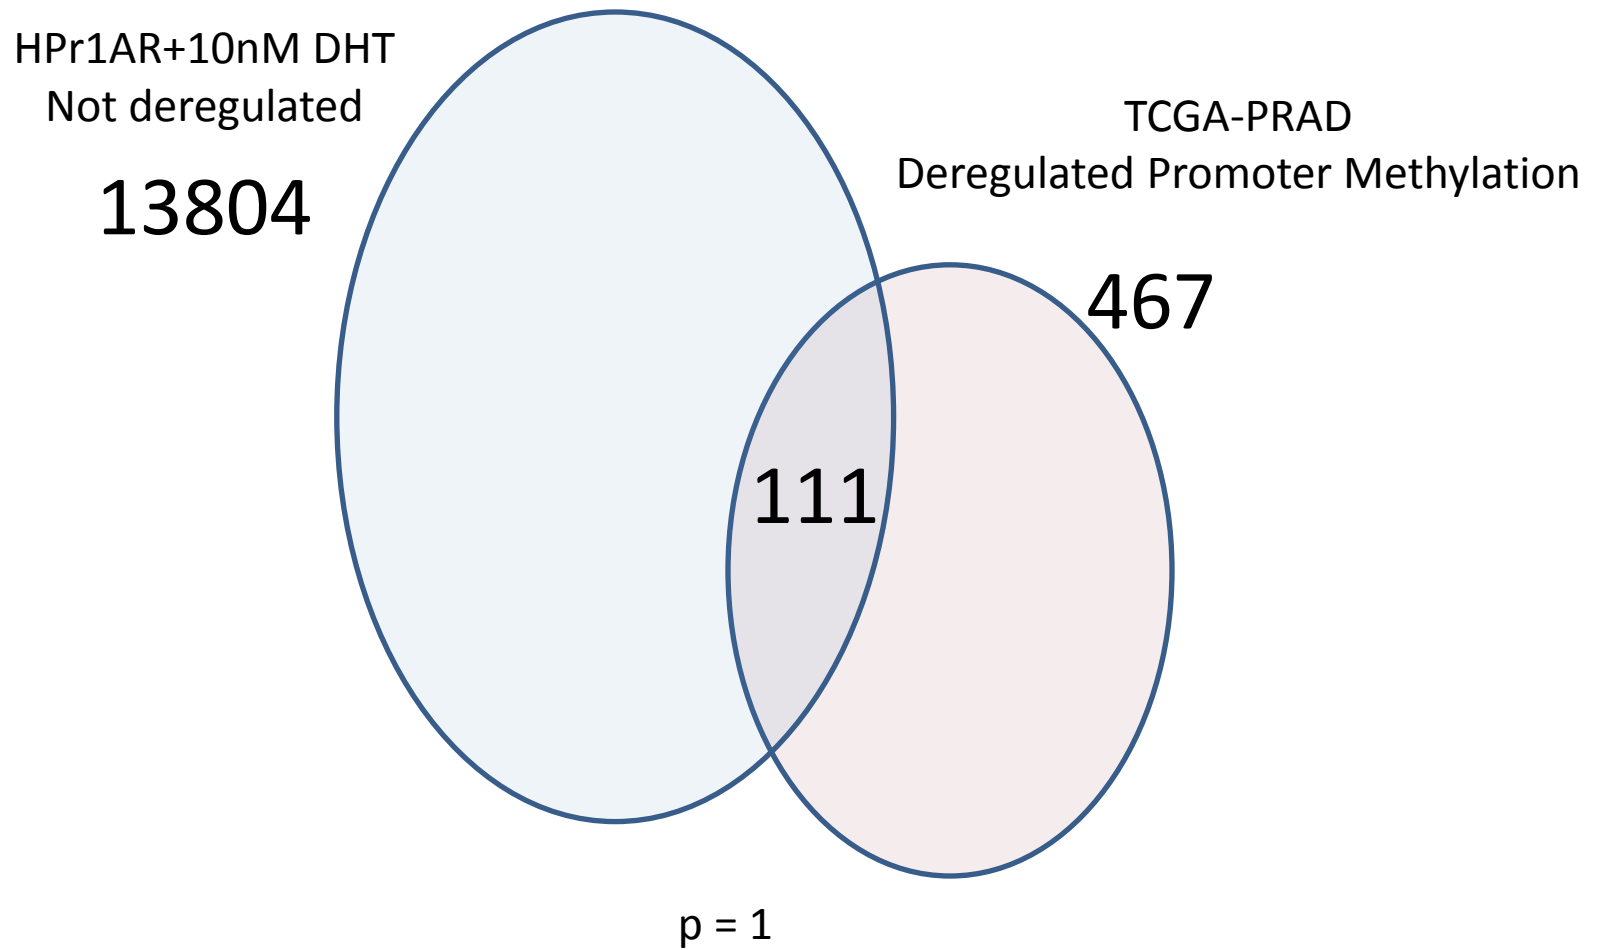 HPr1AR+10nM DHT
Not deregulated
13804
TCGA-PRAD
Deregulated Promoter Methylation
467
111
p = 1